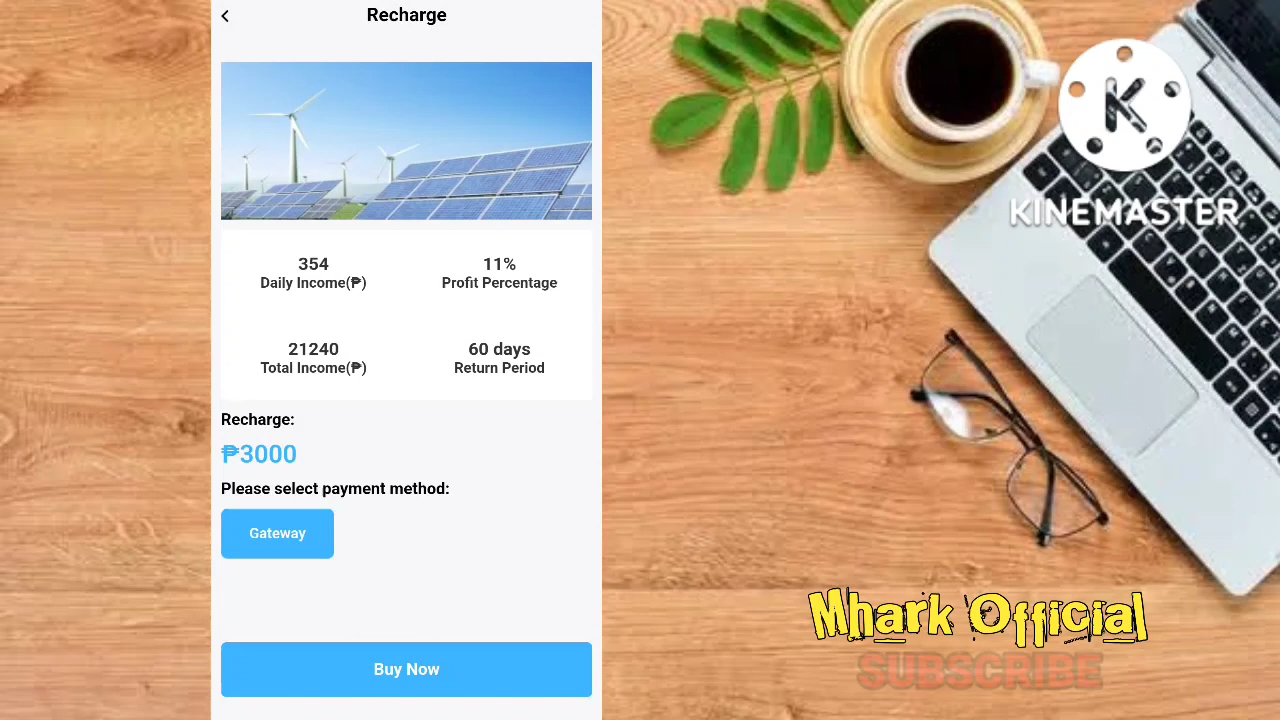 Recharge
354
Daily Income(₱)
11%
Profit Percentage
21240
Total Income(₱)
60 days
Return Period
Recharge:
₱3000
Please select payment method:
Gateway
Buy Now
K
KINEMASTER
Mhark Official
SUBSCRIBE